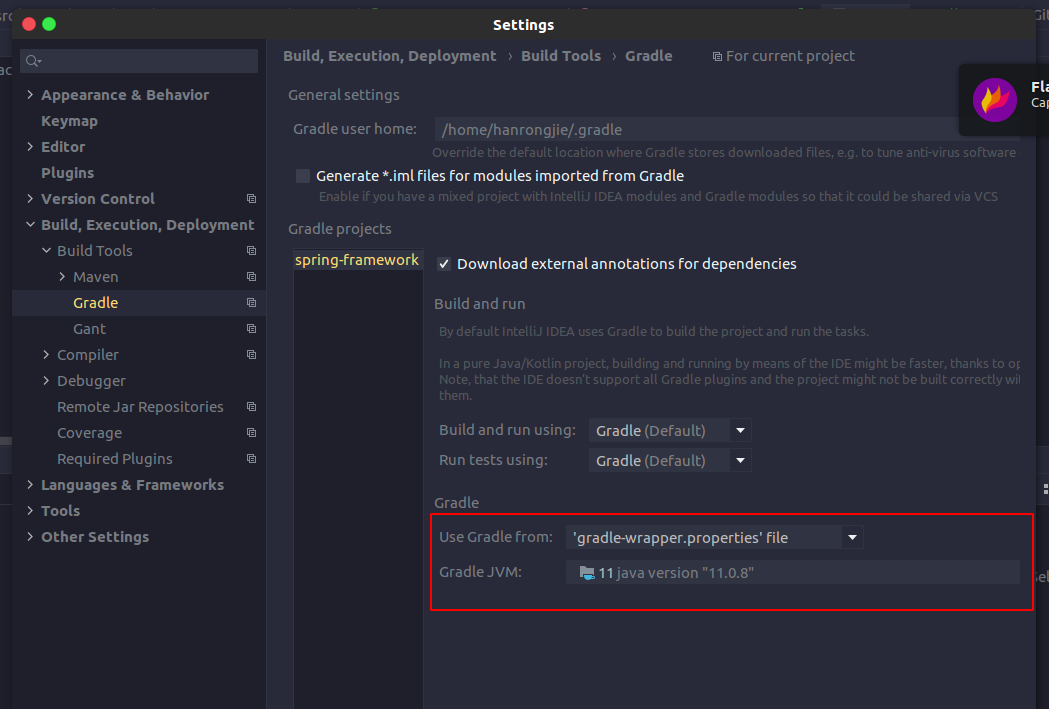 Settings
Appearance & Behavior
Keymap
Editor
Plugins
Version Control
Build, Execution, Deployment
Build Tools
Maven
Gradle
Gant
Compiler
Debugger
Remote Jar Repositories
Coverage
Required Plugins
Languages & Frameworks
Tools
Other Settings
Build, Execution, Deployment › Build Tools › Gradle For current project
General settings
Gradle user home: /home/hanrongjie/.gradle
Override the default location where Gradle stores downloaded files, e.g. to tune anti-virus software
Generate *.iml files for modules imported from Gradle
Enable if you have a mixed project with IntelliJ IDEA modules and Gradle modules so that it could be shared via VCS
Gradle projects
spring-framework
Download external annotations for dependencies
Build and run
By default IntelliJ IDEA uses Gradle to build the project and run the tasks.
In a pure Java/Kotlin project, building and running by means of the IDE might be faster, thanks to op
Note, that the IDE doesn't support all Gradle plugins and the project might not be built correctly wi
them.
Build and run using: Gradle (Default)
Run tests using: Gradle (Default)
Gradle
Use Gradle from: 'gradle-wrapper.properties' file
Gradle JVM: 11 java version "11.0.8"
Fla
Cap